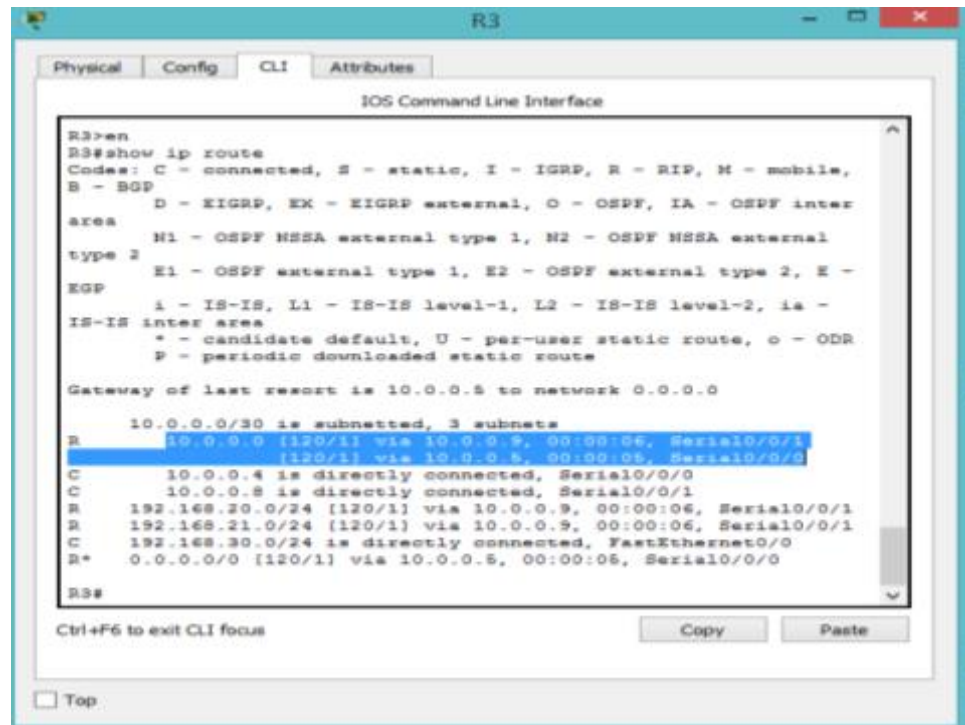 R3
Physical Config CLI Attributes
IOS Command Line Interface
R3>en
R3#show ip route
Codes: C - connected, S - static, I - IGRP, R - RIP, M - mobile,
B - BGP
D - EIGRP, EX - EIGRP external, O - OSPF, IA - OSPF inter
area
N1 - OSPF NSSA external type 1, N2 - OSPF NSSA external
type 2
E1 - OSPF external type 1, E2 - OSPF external type 2, E -
EGP
i - IS-IS, L1 - IS-IS level-1, L2 - IS-IS level-2, ia -
IS-IS inter area
* - candidate default, U - per-user static route, o - ODR
P - periodic downloaded static route
Gateway of last resort is 10.0.0.5 to network 0.0.0.0
10.0.0.0/30 is subnetted, 3 subnets
R 10.0.0.0 [120/1] via 10.0.0.9, 00:00:06, Serial0/0/1
[120/1] via 10.0.0.5, 00:00:05, Serial0/0/0
C 10.0.0.4 is directly connected, Serial0/0/0
C 10.0.0.8 is directly connected, Serial0/0/1
R 192.168.20.0/24 [120/1] via 10.0.0.9, 00:00:06, Serial0/0/1
R 192.168.21.0/24 [120/1] via 10.0.0.9, 00:00:06, Serial0/0/1
C 192.168.30.0/24 is directly connected, FastEthernet0/0
R* 0.0.0.0/0 [120/1] via 10.0.0.5, 00:00:05, Serial0/0/0
R3#
Ctrl+F6 to exit CLI focus Copy Paste
Top